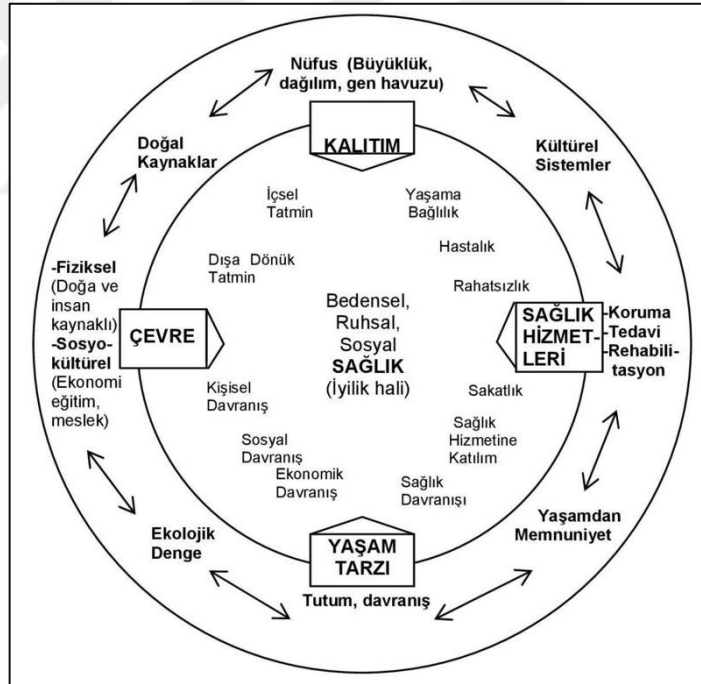 Nüfus (Büyüklük,
dağılım, gen havuzu)
KALITIM
Doğal
Kaynaklar
Kültürel
Sistemler
İçsel
Tatmin
Yaşama
Bağlılık
Hastalık
Dışa Dönük
Tatmin
Rahatsızlık
-Fiziksel
(Doğa ve
insan
kaynaklı)
-Sosyo-
kültürel
(Ekonomi
eğitim,
meslek)
ÇEVRE
Bedensel,
Ruhsal,
Sosyal
SAĞLIK
(İyilik hali)
SAĞLIK
HİZMET-
LERİ
-Koruma
-Tedavi
-Rehabili-
tasyon
Kişisel
Davranış
Sakatlık
Sosyal
Davranış
Sağlık
Hizmetine
Katılım
Ekonomik
Davranış
Sağlık
Davranışı
Ekolojik
Denge
Yaşamdan
Memnuniyet
YAŞAM
TARZI
Tutum, davranış